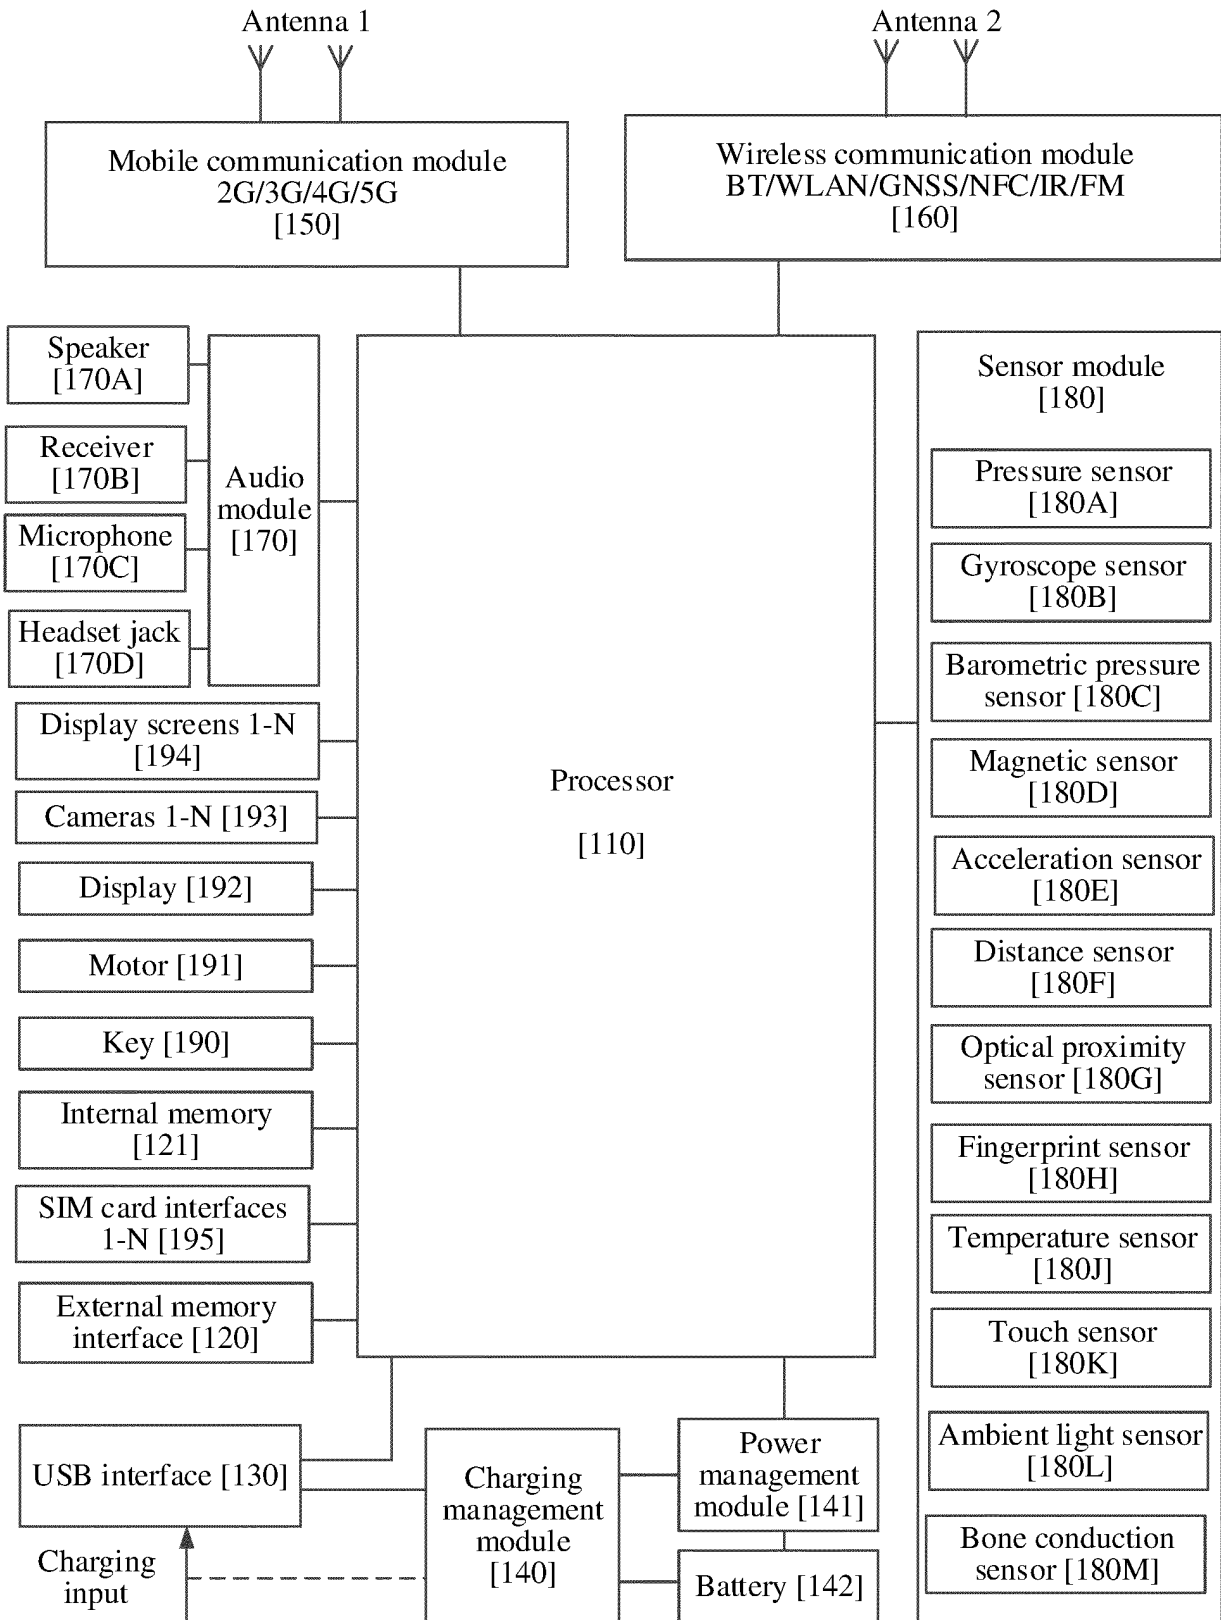 Antenna 1
Antenna 2
Mobile communication module
2G/3G/4G/5G
[150]
Wireless communication module
BT/WLAN/GNSS/NFC/IR/FM
[160]
Speaker
[170A]
Receiver
[170B]
Microphone
[170C]
Headset jack
[170D]
Audio
module
[170]
Display screens 1-N
[194]
Cameras 1-N [193]
Display [192]
Motor [191]
Key [190]
Internal memory
[121]
SIM card interfaces
1-N [195]
External memory
interface [120]
Processor
[110]
Sensor module
[180]
Pressure sensor
[180A]
Gyroscope sensor
[180B]
Barometric pressure
sensor [180C]
Magnetic sensor
[180D]
Acceleration sensor
[180E]
Distance sensor
[180F]
Optical proximity
sensor [180G]
Fingerprint sensor
[180H]
Temperature sensor
[180J]
Touch sensor
[180K]
Ambient light sensor
[180L]
Bone conduction
sensor [180M]
USB interface [130]
Charging
input
Charging
management
module
[140]
Power
management
module [141]
Battery [142]